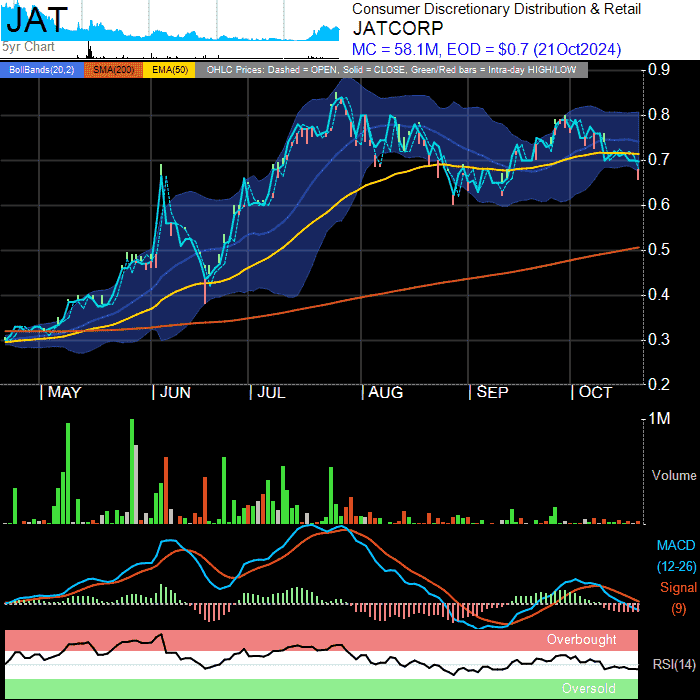 JAT
5yr Chart
Consumer Discretionary Distribution & Retail
JATCORP
MC = 58.1M, EOD = $0.7 (21Oct2024)
BollBands(20,2) SMA(200) EMA(50) OHLC Prices: Dashed = OPEN, Solid = CLOSE, Green/Red bars = Intra-day HIGH/LOW
0.9
0.8
0.7
0.6
0.5
0.4
0.3
0.2
MAY JUN JUL AUG SEP OCT
1M
Volume
MACD
(12-26)
Signal
(9)
Overbought
RSI(14)
Oversold